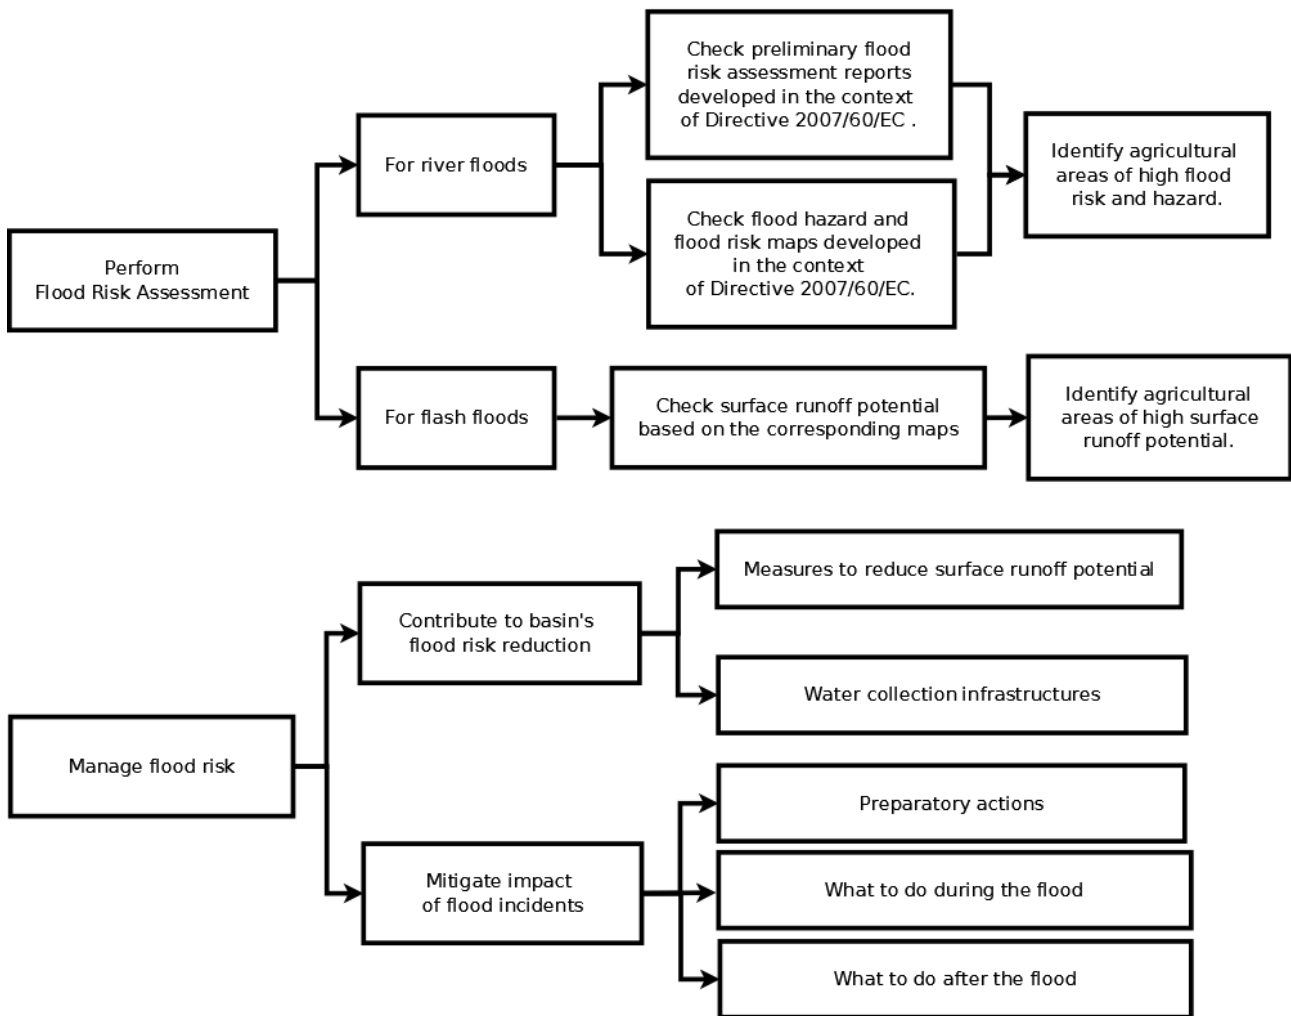 Check preliminary flood
risk assessment reports
developed in the context
of Directive 2007/60/EC .
For river floods
Identify agricultural
areas of high flood
risk and hazard.
Check flood hazard and
flood risk maps developed
in the context
of Directive 2007/60/EC.
Perform
Flood Risk Assessment
For flash floods
Check surface runoff potential
based on the corresponding maps
Identify agricultural
areas of high surface
runoff potential.
Measures to reduce surface runoff potential
Contribute to basin's
flood risk reduction
Water collection infrastructures
Manage flood risk
Preparatory actions
Mitigate impact
of flood incidents
What to do during the flood
What to do after the flood